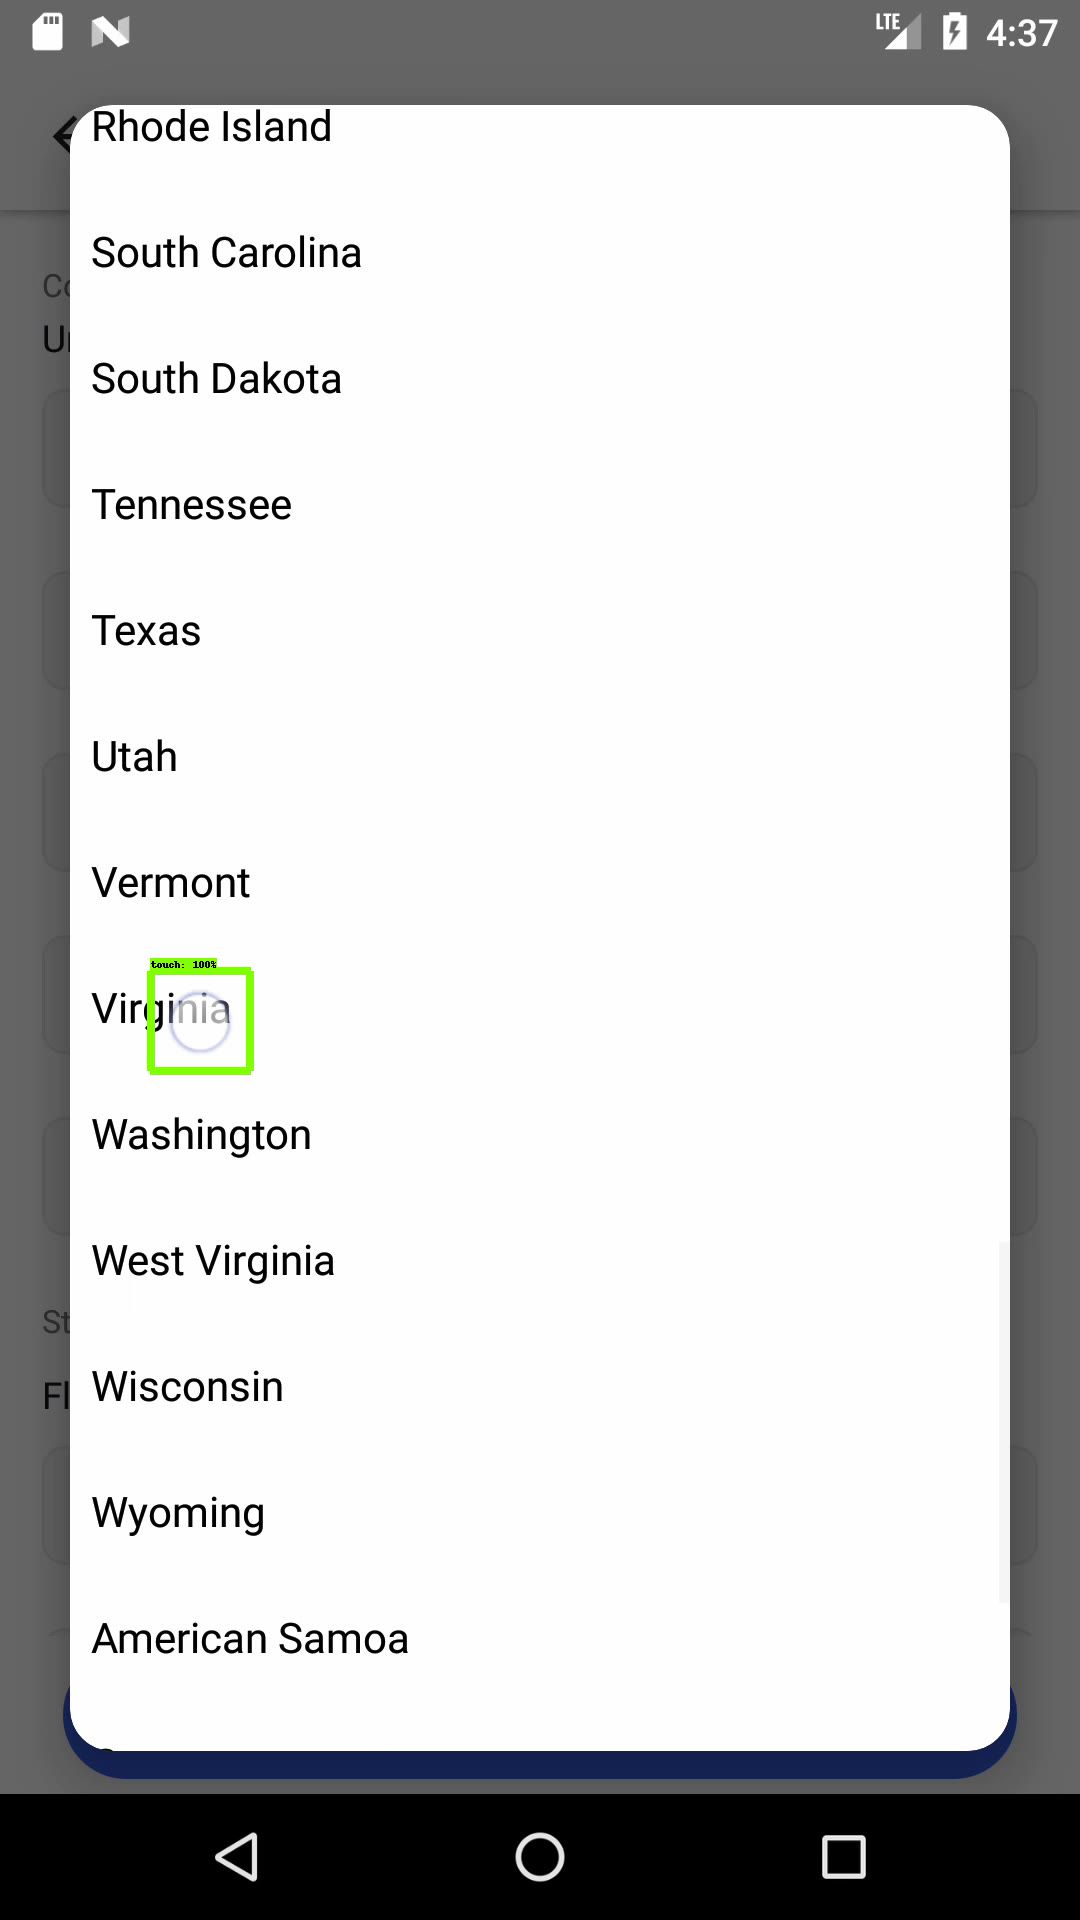 LTE 4:37
Rhode Island
South Carolina
Co
South Dakota
Tennessee
Texas
Utah
Vermont
touch: 100%
Virginia
Washington
West Virginia
St
Wisconsin
Fl
Wyoming
American Samoa